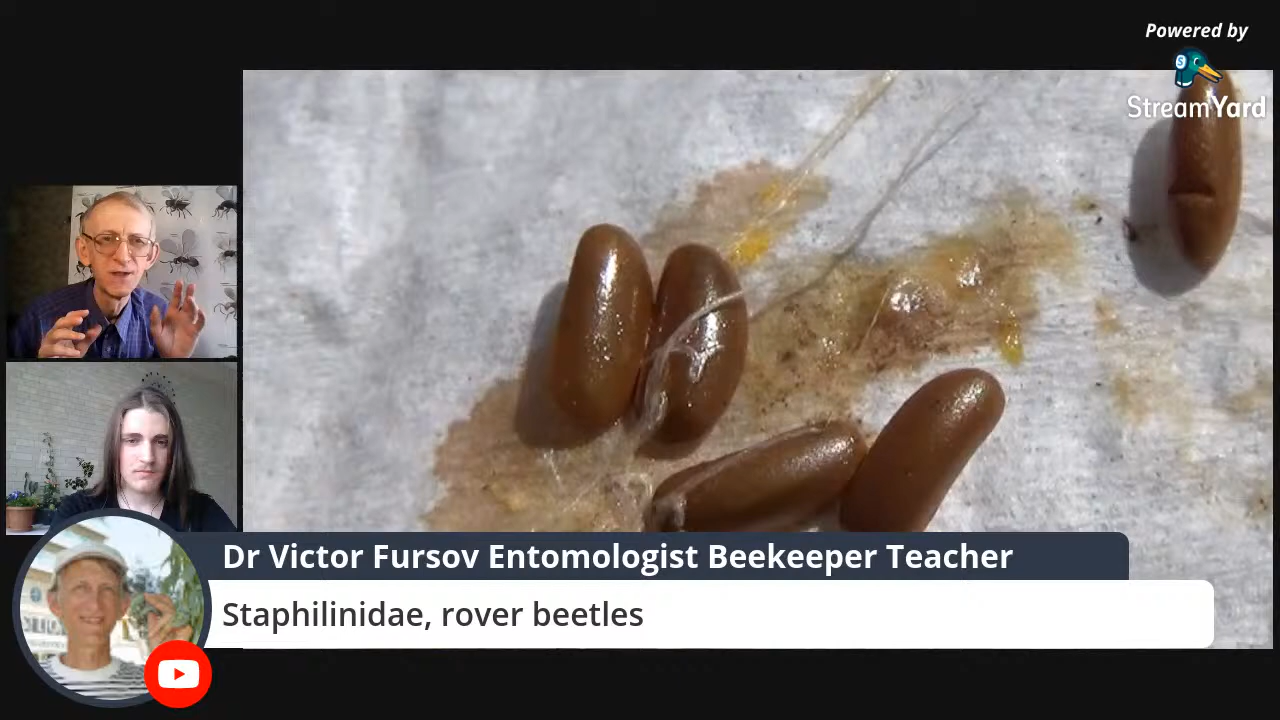 Powered by
StreamYard
Dr Victor Fursov Entomologist Beekeeper Teacher
Staphilinidae, rover beetles